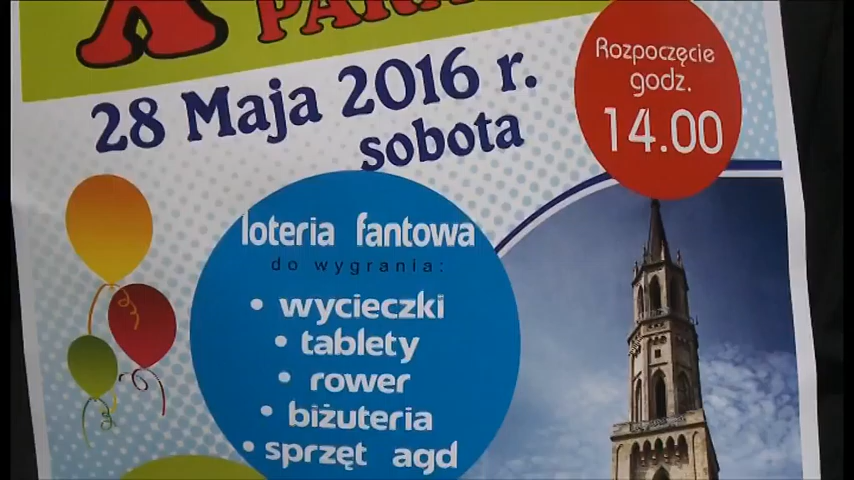 28 Maja 2016 r.
sobota
Rozpoczęcie
godz.
14.00
loteria fantowa
do wygrania:
• wycieczki
• tablety
• rower
• biżuteria
• sprzęt agd